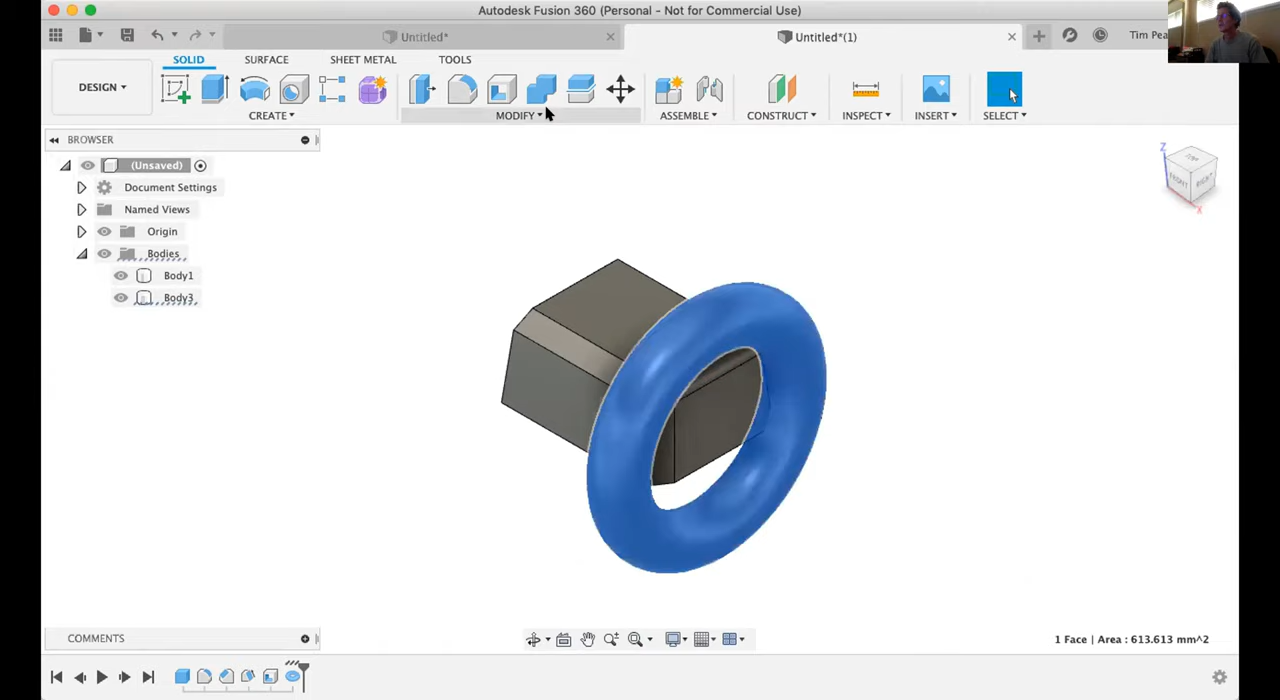 Autodesk Fusion 360 (Personal - Not for Commercial Use)
Untitled*
Untitled*(1)
Tim Pea
SOLID
SURFACE
SHEET METAL
TOOLS
DESIGN
CREATE
MODIFY
ASSEMBLE
CONSTRUCT
INSPECT
INSERT
SELECT
BROWSER
(Unsaved)
Document Settings
Named Views
Origin
Bodies
Body1
Body3
Z
FRONT
RIGHT
X
COMMENTS
1 Face | Area : 613.613 mm^2